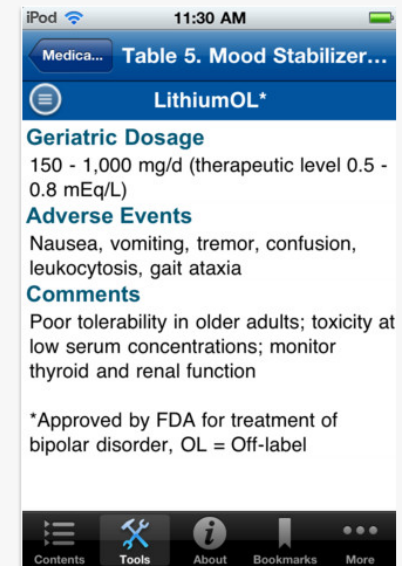 iPod 11:30 AM
Medica... Table 5. Mood Stabilizer...
LithiumOL*
Geriatric Dosage
150 - 1,000 mg/d (therapeutic level 0.5 -
0.8 mEq/L)
Adverse Events
Nausea, vomiting, tremor, confusion,
leukocytosis, gait ataxia
Comments
Poor tolerability in older adults; toxicity at
low serum concentrations; monitor
thyroid and renal function
*Approved by FDA for treatment of
bipolar disorder, OL = Off-label
Contents Tools About Bookmarks More